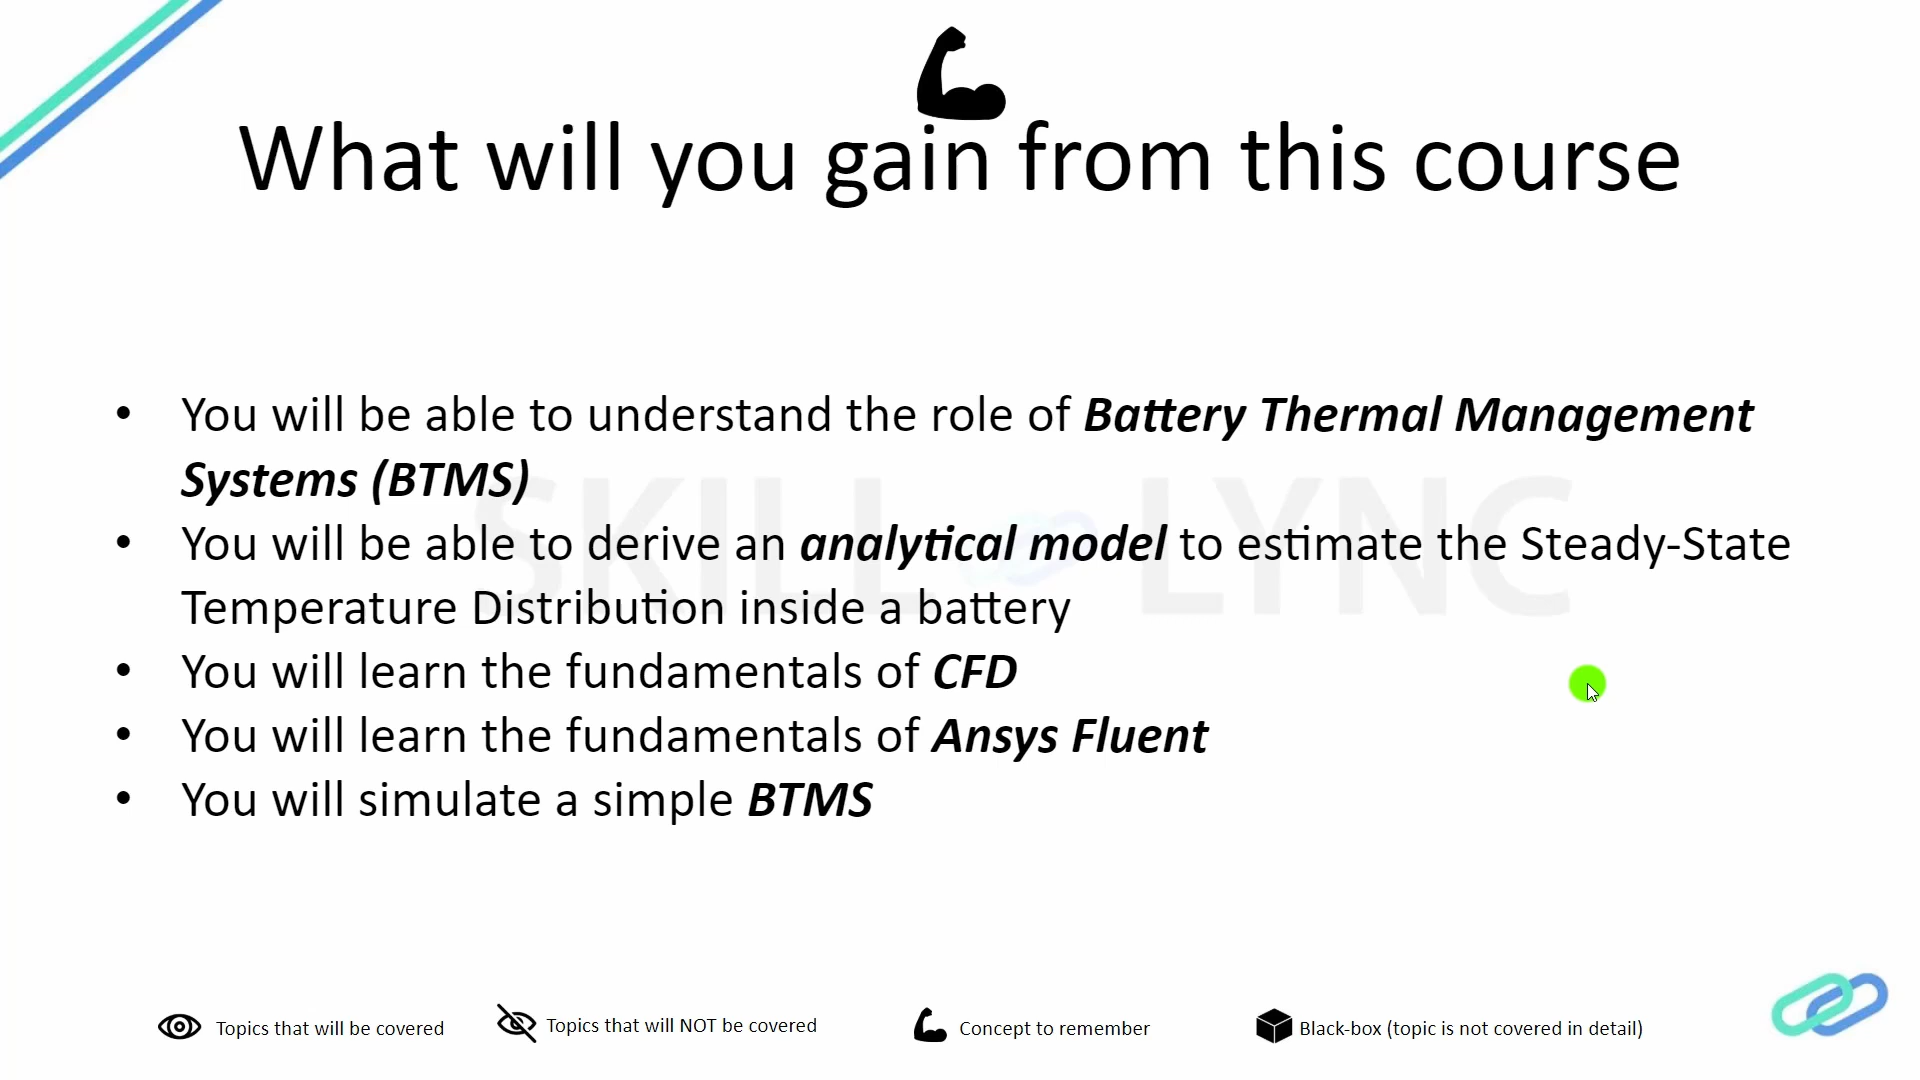 What will you gain from this course
• You will be able to understand the role of Battery Thermal Management
Systems (BTMS)
• You will be able to derive an analytical model to estimate the Steady-State
Temperature Distribution inside a battery
• You will learn the fundamentals of CFD
• You will learn the fundamentals of Ansys Fluent
• You will simulate a simple BTMS
SKILL LYNC
Topics that will be covered
Topics that will NOT be covered
Concept to remember
Black-box (topic is not covered in detail)